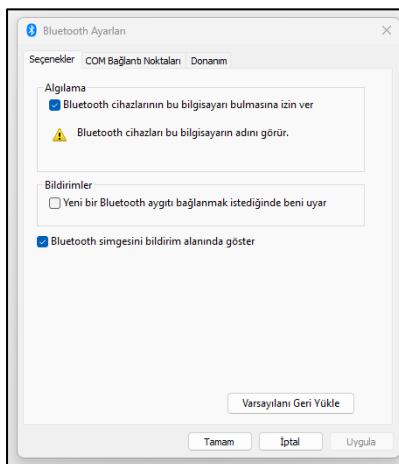 Bluetooth Ayarları
Seçenekler COM Bağlantı Noktaları Donanım
Algılama
Bluetooth cihazlarının bu bilgisayarı bulmasına izin ver
Bluetooth cihazları bu bilgisayarın adını görür.
Bildirimler
Yeni bir Bluetooth aygıtı bağlanmak istediğinde beni uyar
Bluetooth simgesini bildirim alanında göster
Varsayılanı Geri Yükle
Tamam İptal Uygula